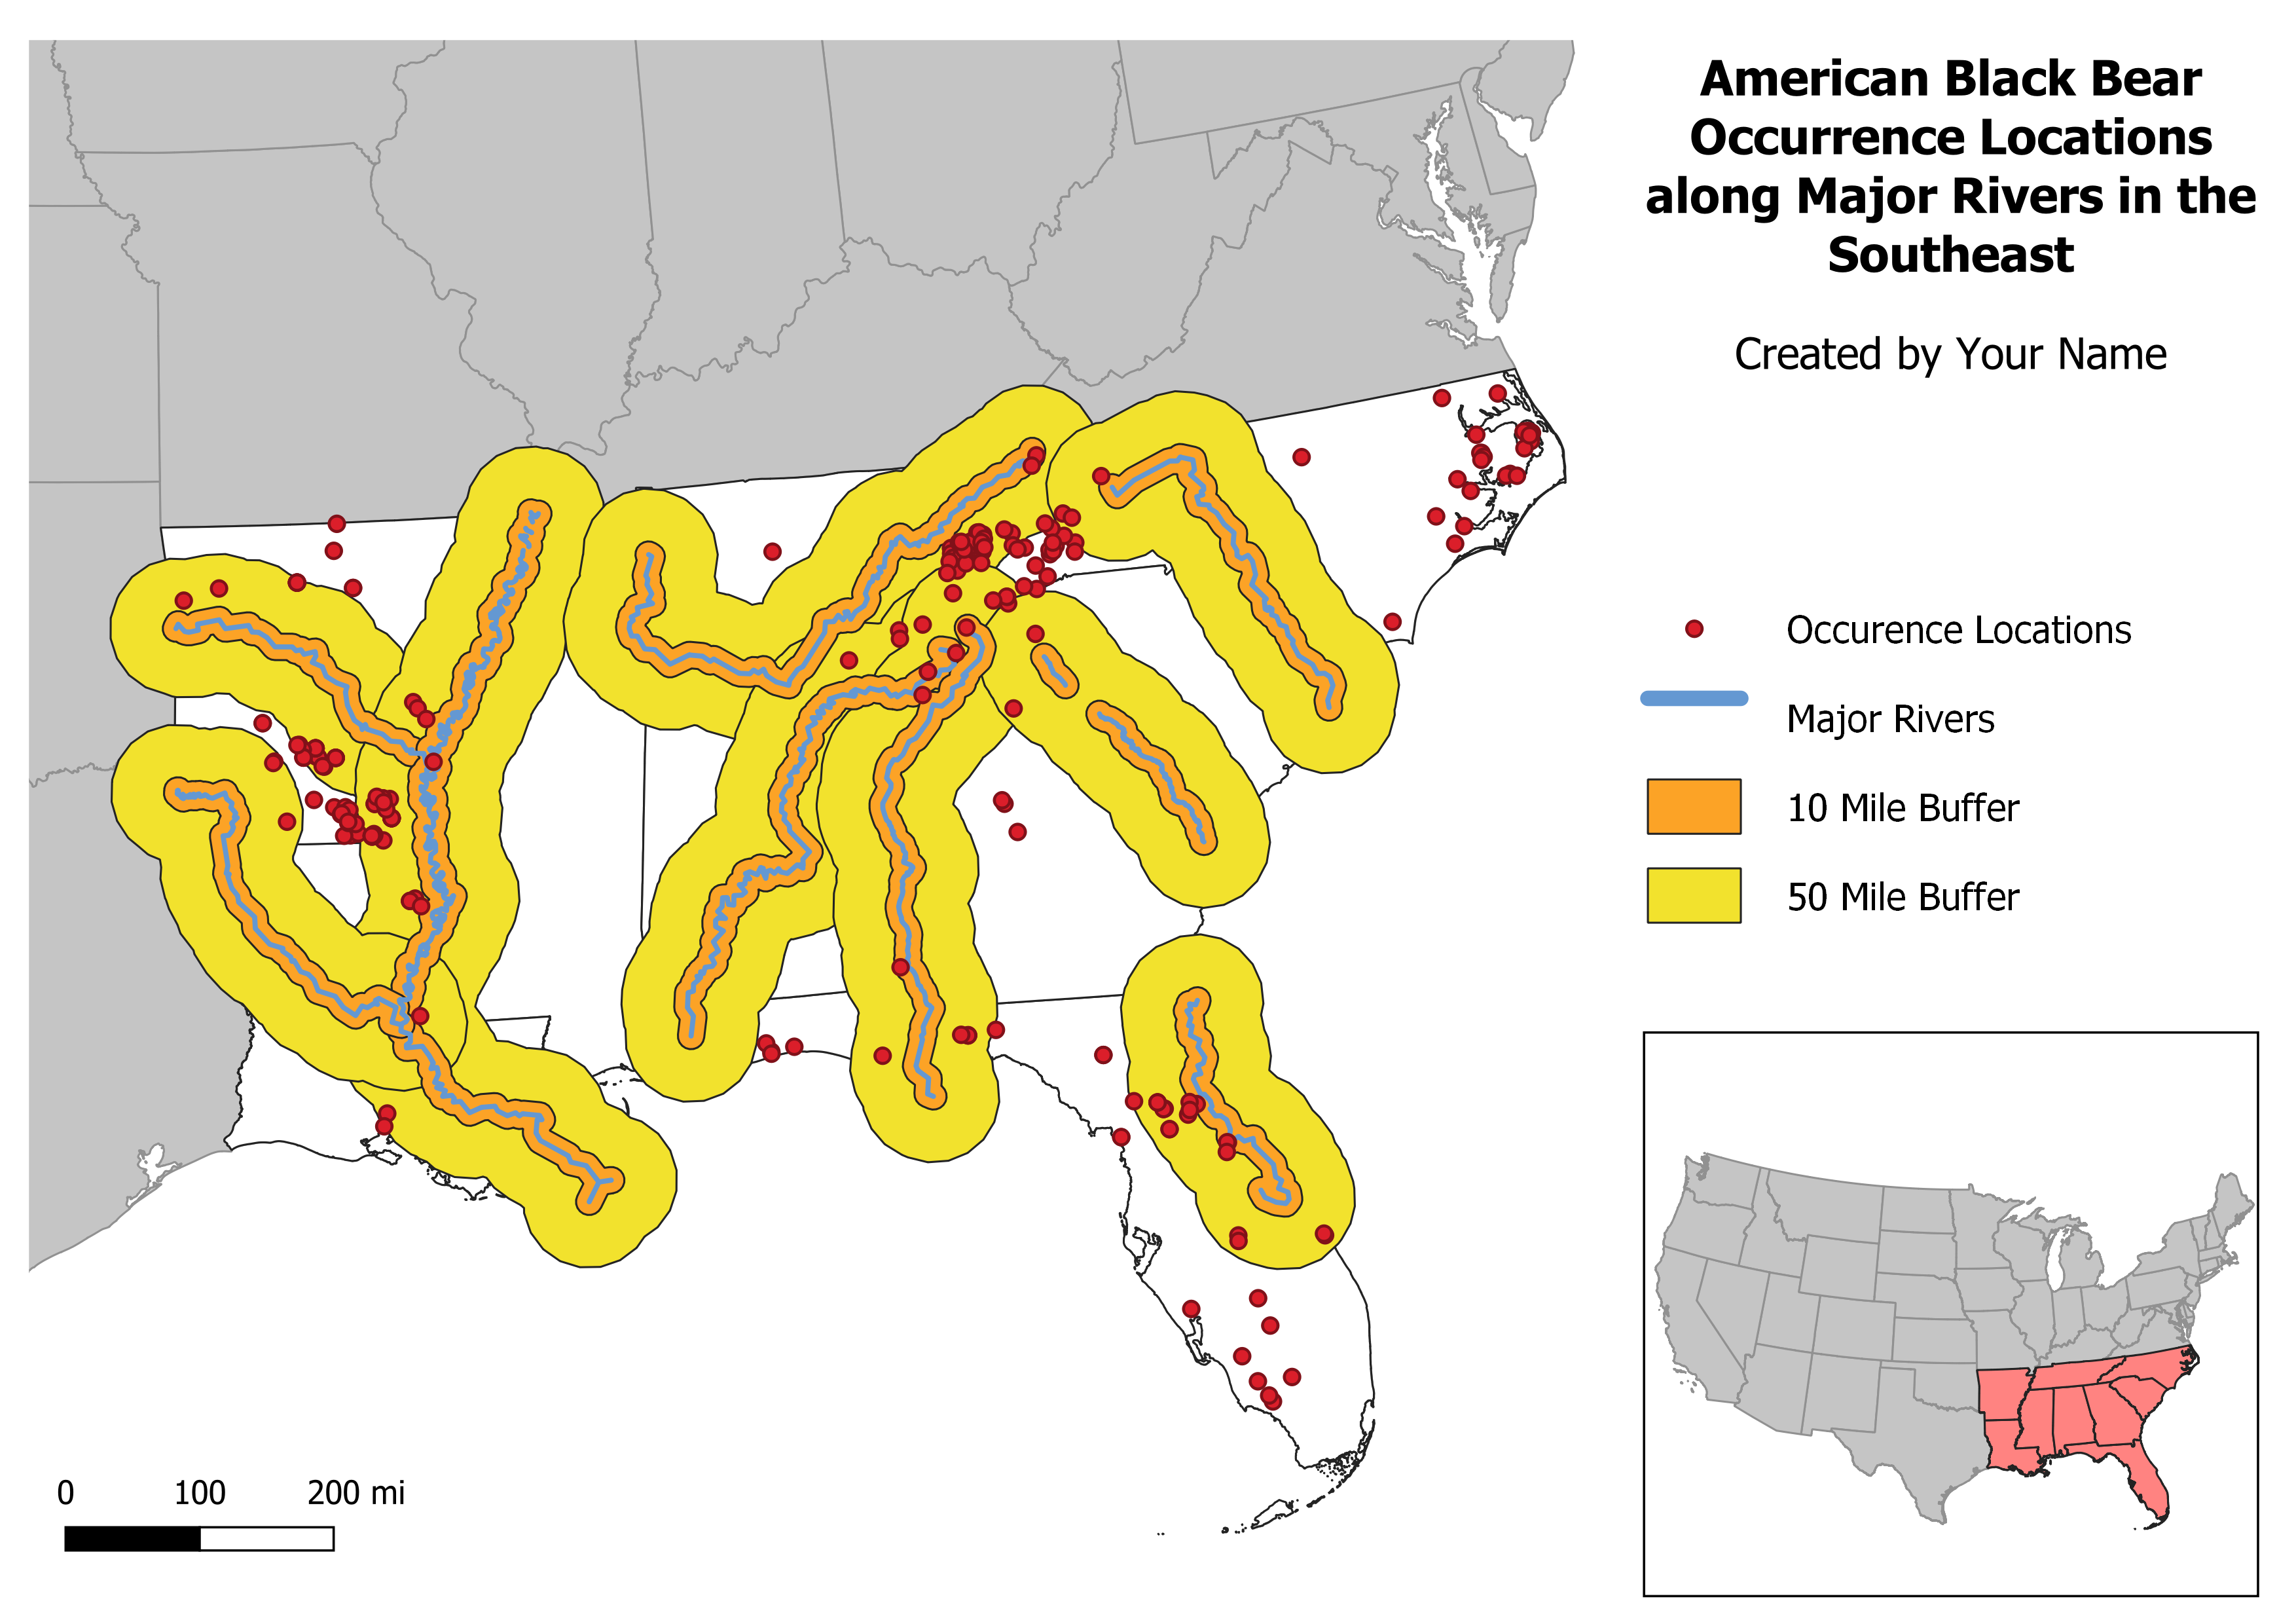 American Black Bear
Occurrence Locations
along Major Rivers in the
Southeast
Created by Your Name
Occurence Locations
Major Rivers
10 Mile Buffer
50 Mile Buffer
0 100 200 mi